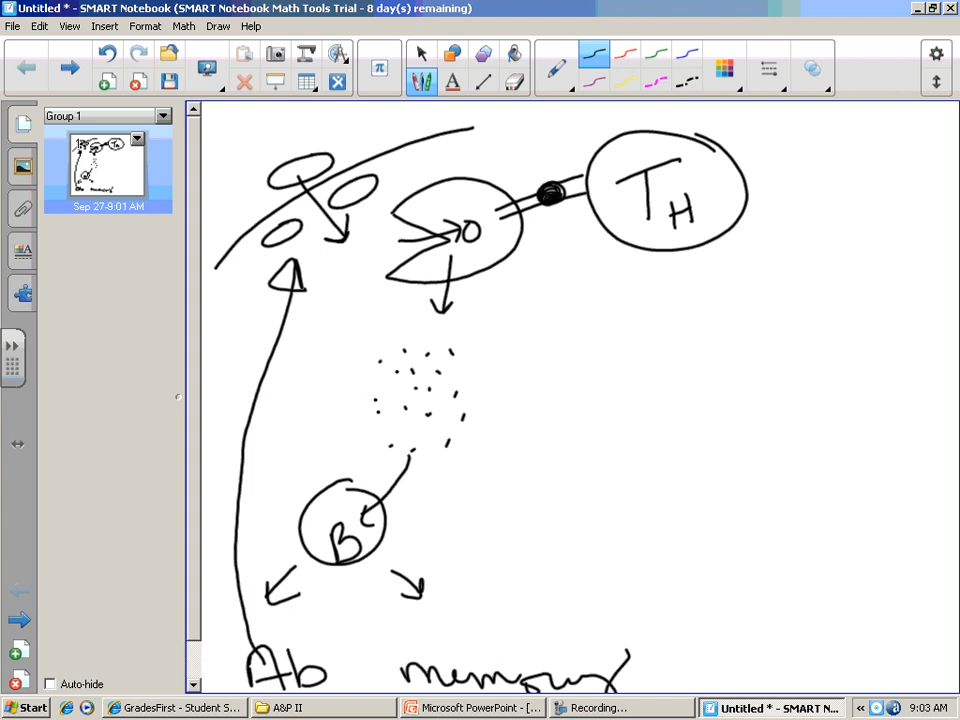 Untitled * - SMART Notebook (SMART Notebook Math Tools Trial - 8 day(s) remaining)
File Edit View Insert Format Math Draw Help
π
A
Group 1
Sep 27-9:01 AM
TH
B
Ab memory
Auto-hide
Start GradesFirst - Student S... A&P II Microsoft PowerPoint - [... Recording... Untitled * - SMART N... « 9:03 AM